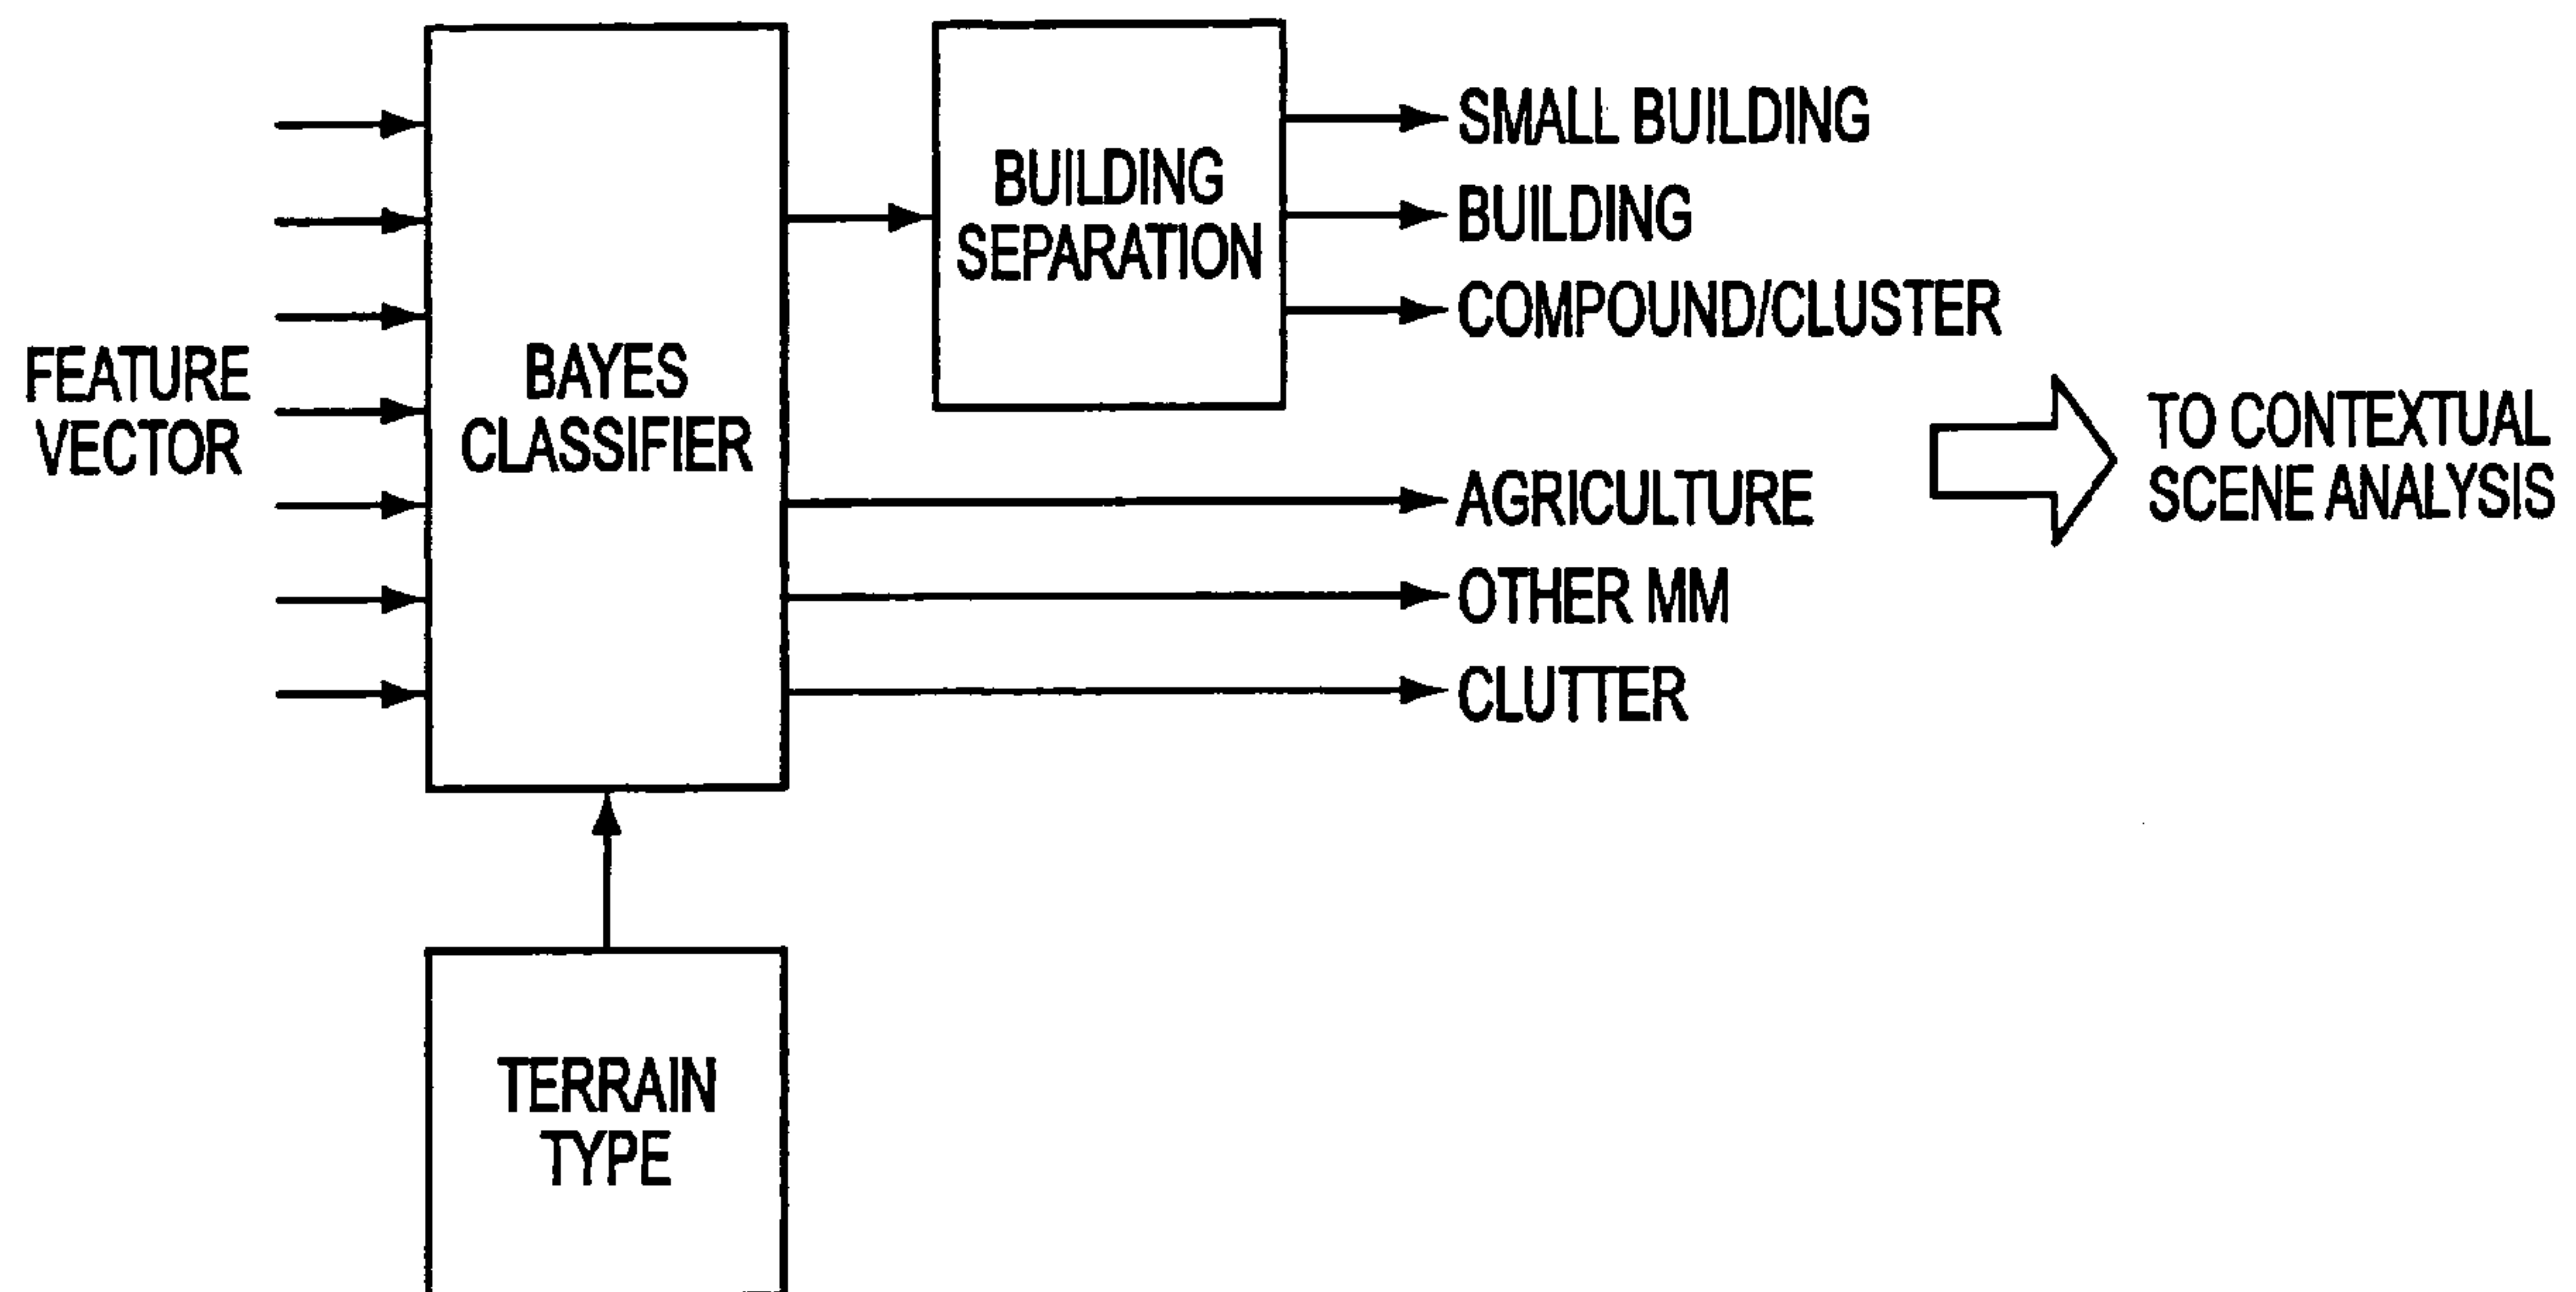 FEATURE
VECTOR
BAYES
CLASSIFIER
TERRAIN
TYPE
BUILDING
SEPARATION
SMALL BUILDING
BUILDING
COMPOUND/CLUSTER
AGRICULTURE
OTHER MM
CLUTTER
TO CONTEXTUAL
SCENE ANALYSIS